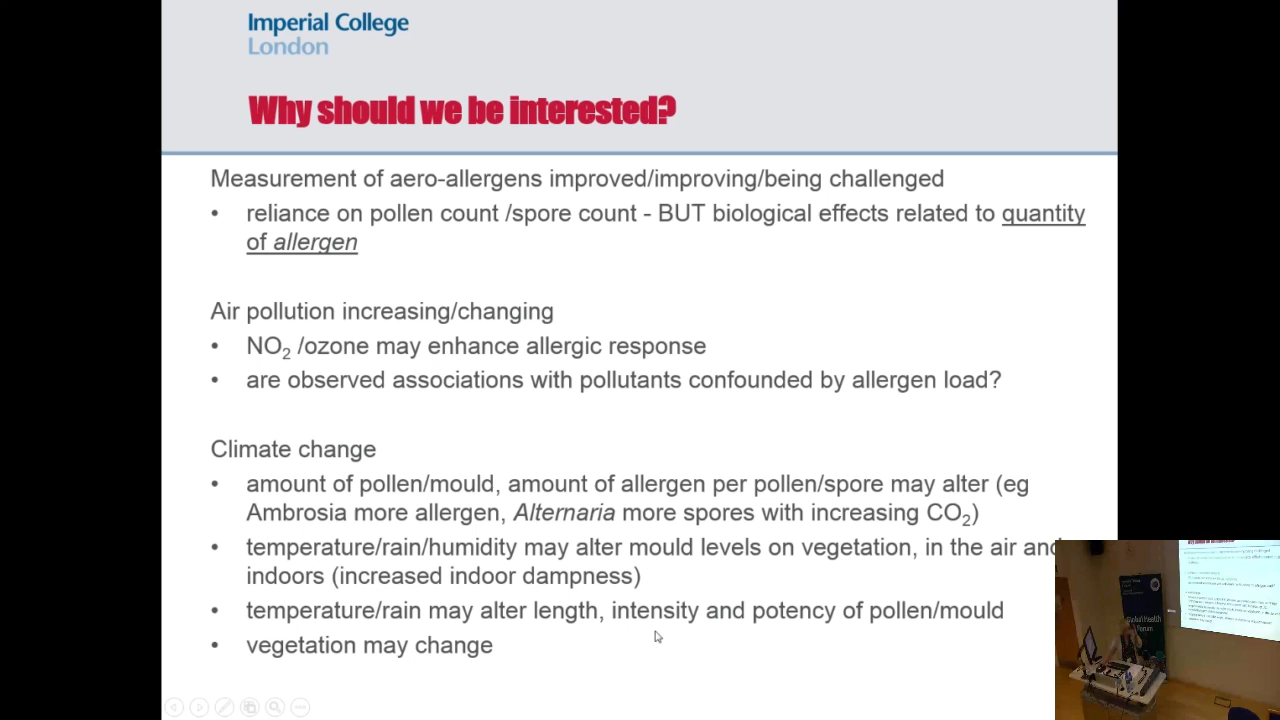 Imperial College
London
Why should we be interested?
Measurement of aero-allergens improved/improving/being challenged
• reliance on pollen count /spore count - BUT biological effects related to quantity
of allergen
Air pollution increasing/changing
• NO₂ /ozone may enhance allergic response
• are observed associations with pollutants confounded by allergen load?
Climate change
• amount of pollen/mould, amount of allergen per pollen/spore may alter (eg
Ambrosia more allergen, Alternaria more spores with increasing CO₂)
• temperature/rain/humidity may alter mould levels on vegetation, in the air and
indoors (increased indoor dampness)
• temperature/rain may alter length, intensity and potency of pollen/mould
• vegetation may change
Forum